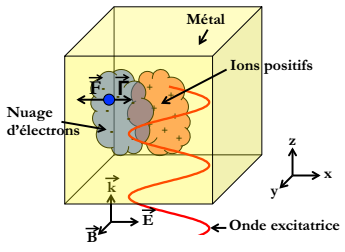 Métal
Ions positifs
F
Γ
Nuage
d'électrons
k
E
B
z
x
y
Onde excitatrice